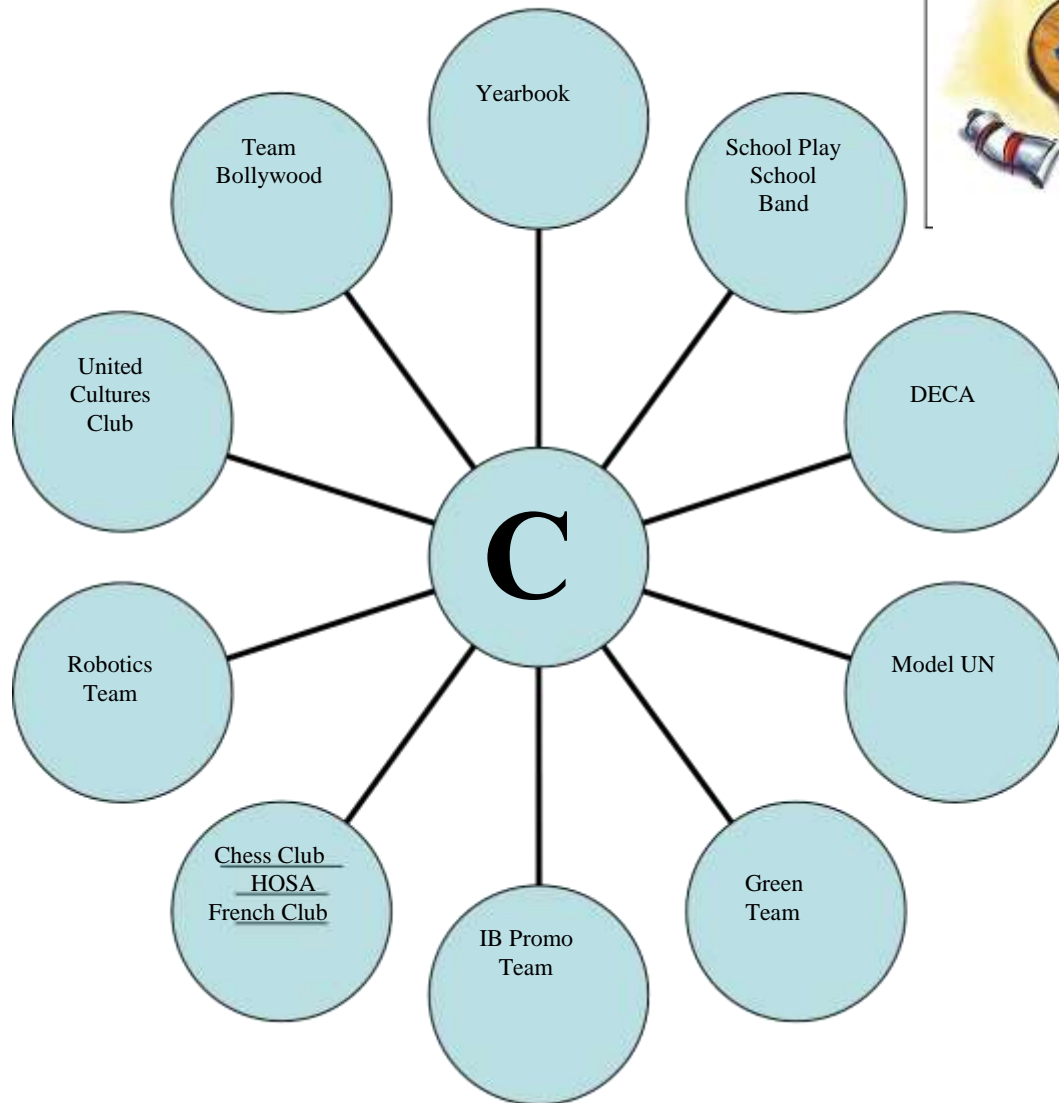 Yearbook
Team
Bollywood
School Play
School
Band
United
Cultures
Club
DECA
C
Robotics
Team
Model UN
Chess Club
HOSA
French Club
Green
Team
IB Promo
Team